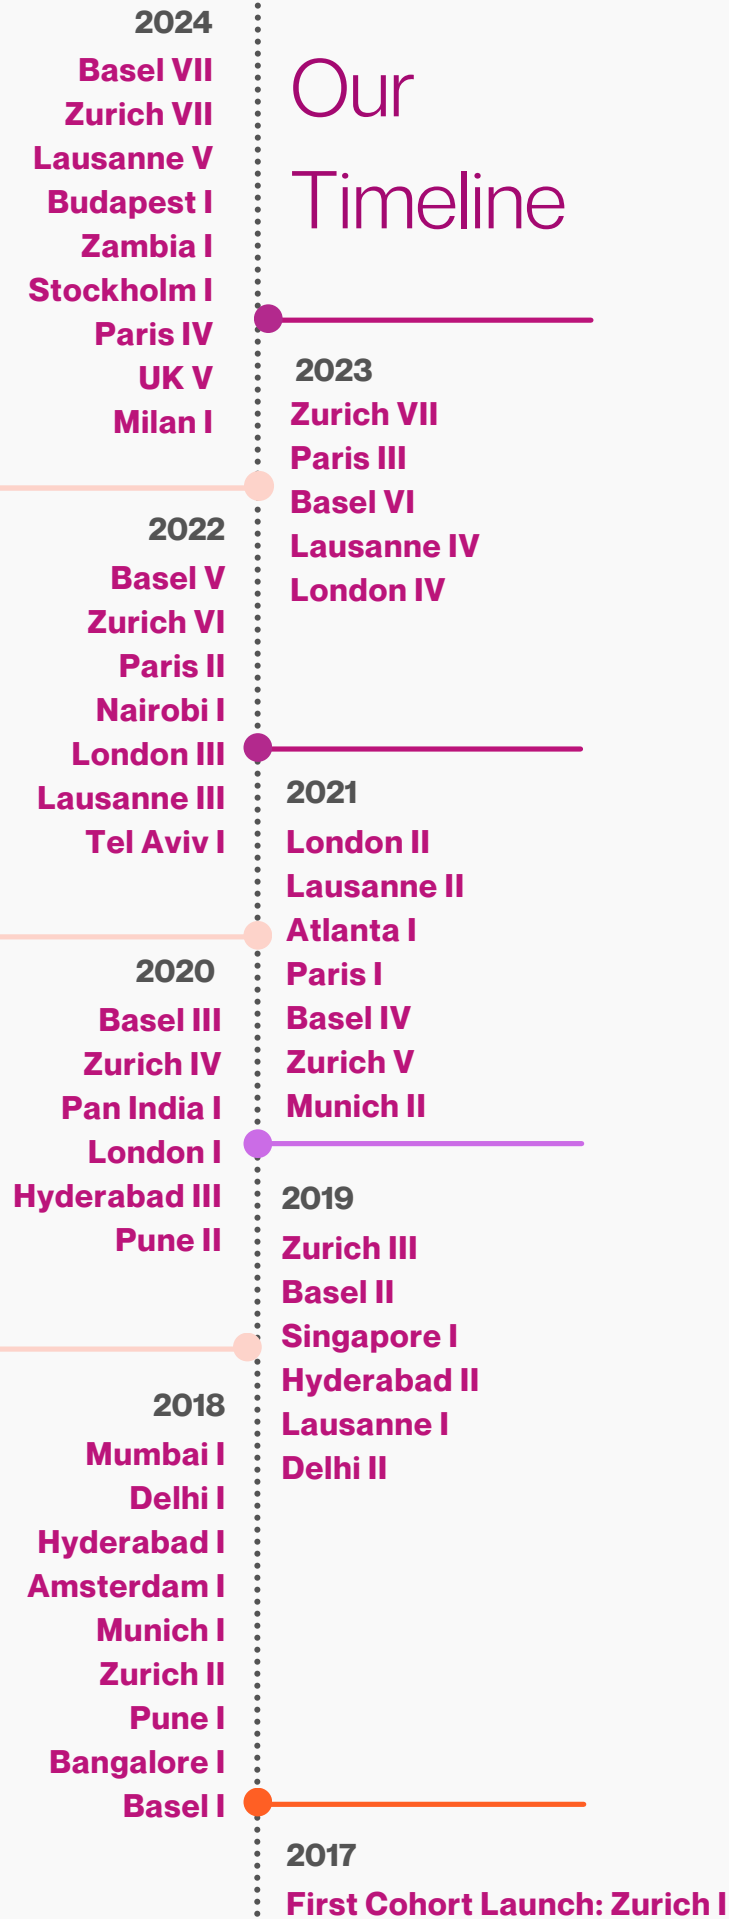 Our
Timeline
2024
Basel VII
Zurich VII
Lausanne V
Budapest I
Zambia I
Stockholm I
Paris IV
UK V
Milan I
2023
Zurich VII
Paris III
Basel VI
Lausanne IV
London IV
2022
Basel V
Zurich VI
Paris II
Nairobi I
London III
Lausanne III
Tel Aviv I
2021
London II
Lausanne II
Atlanta I
Paris I
Basel IV
Zurich V
Munich II
2020
Basel III
Zurich IV
Pan India I
London I
Hyderabad III
Pune II
2019
Zurich III
Basel II
Singapore I
Hyderabad II
Lausanne I
Delhi II
2018
Mumbai I
Delhi I
Hyderabad I
Amsterdam I
Munich I
Zurich II
Pune I
Bangalore I
Basel I
2017
First Cohort Launch: Zurich I